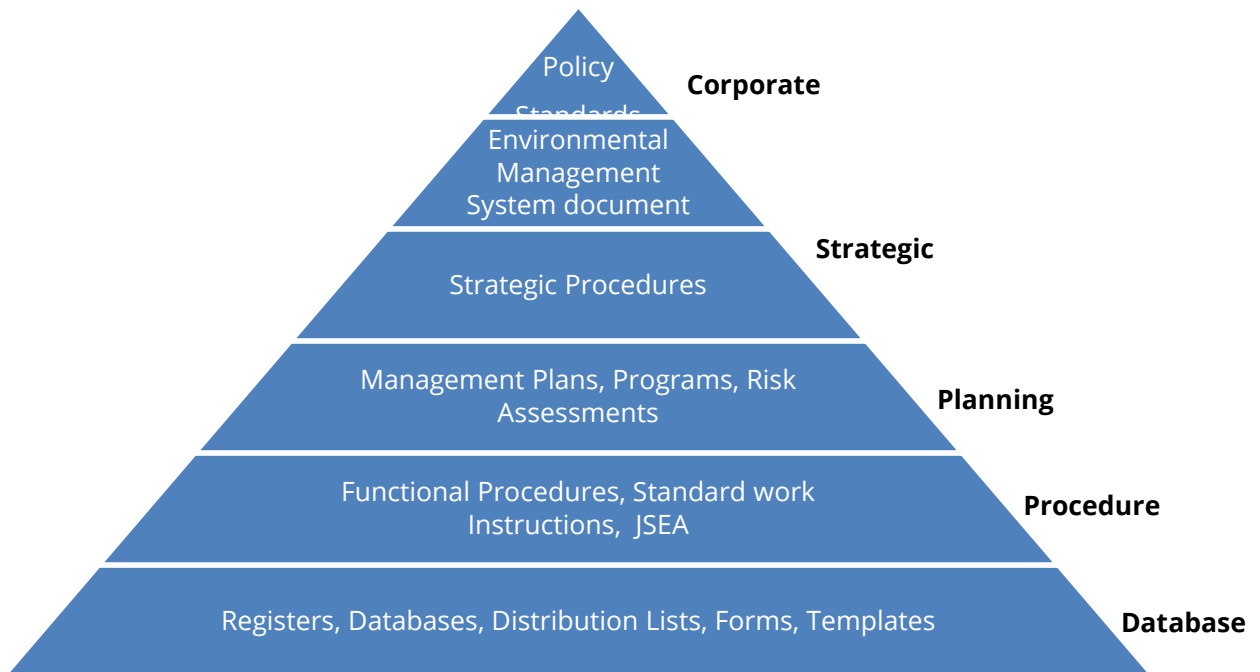 Policy
Corporate
Standards
Environmental
Management
System document
Strategic
Strategic Procedures
Management Plans, Programs, Risk
Assessments
Planning
Functional Procedures, Standard work
Instructions, JSEA
Procedure
Registers, Databases, Distribution Lists, Forms, Templates
Database